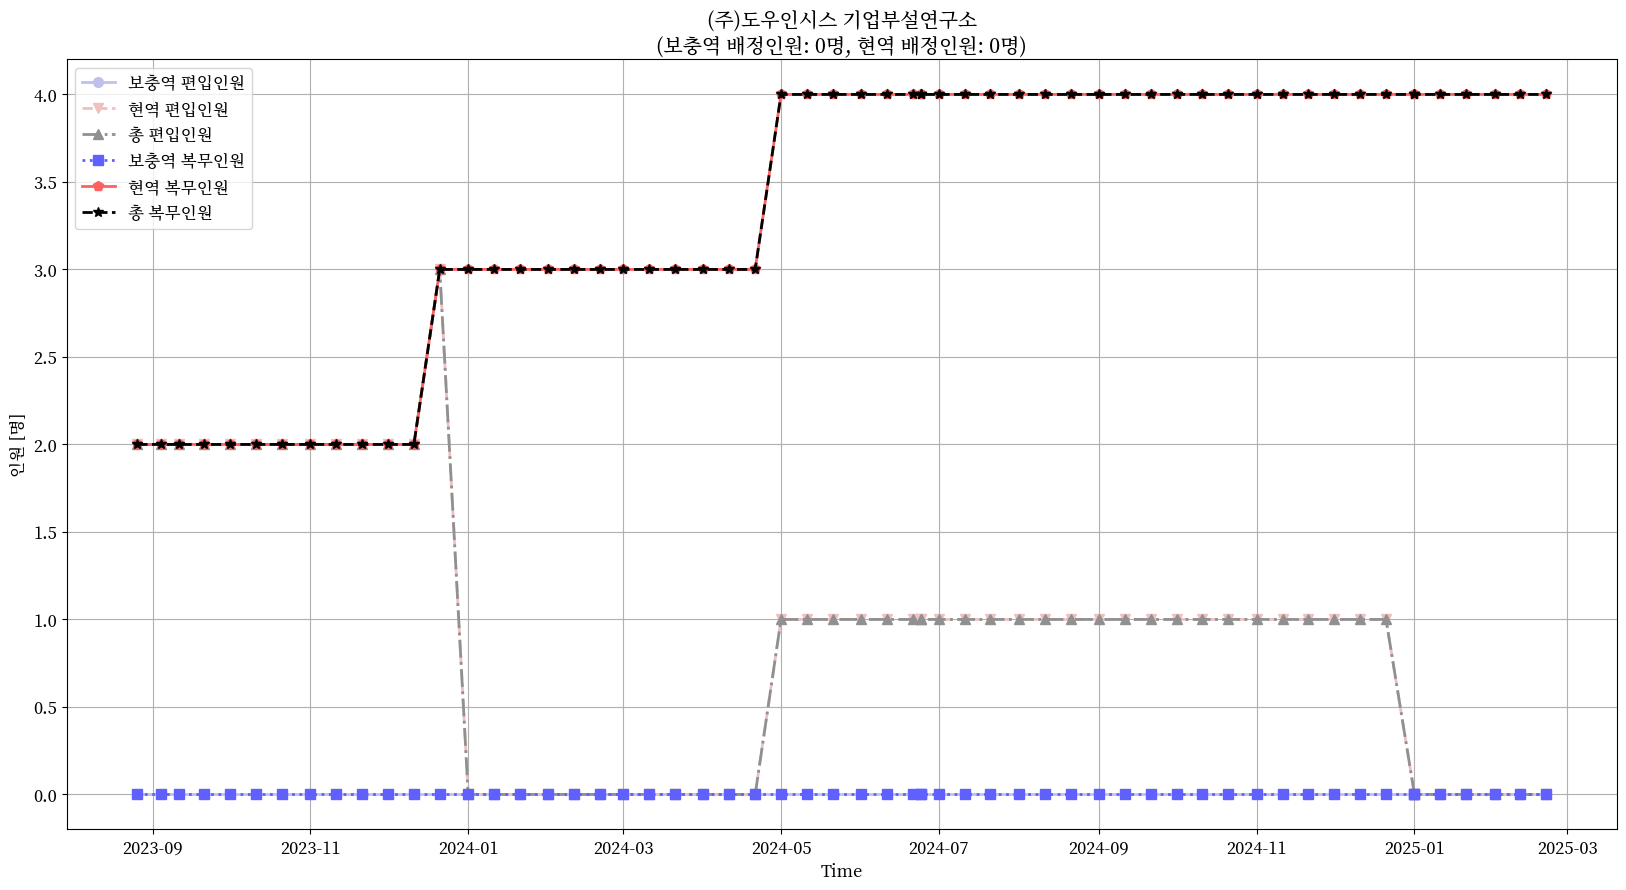 (주)도우인시스 기업부설연구소
(보충역 배정인원: 0명, 현역 배정인원: 0명)
보충역 편입인원
현역 편입인원
총 편입인원
보충역 복무인원
현역 복무인원
총 복무인원
인원 [명]
4.0
3.5
3.0
2.5
2.0
1.5
1.0
0.5
0.0
2023-09
2023-11
2024-01
2024-03
2024-05
2024-07
2024-09
2024-11
2025-01
2025-03
Time